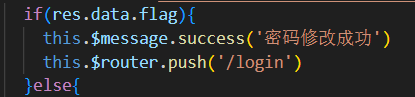 if(res.data.flag){
this.$message.success('密码修改成功')
this.$router.push('/login')
}else{